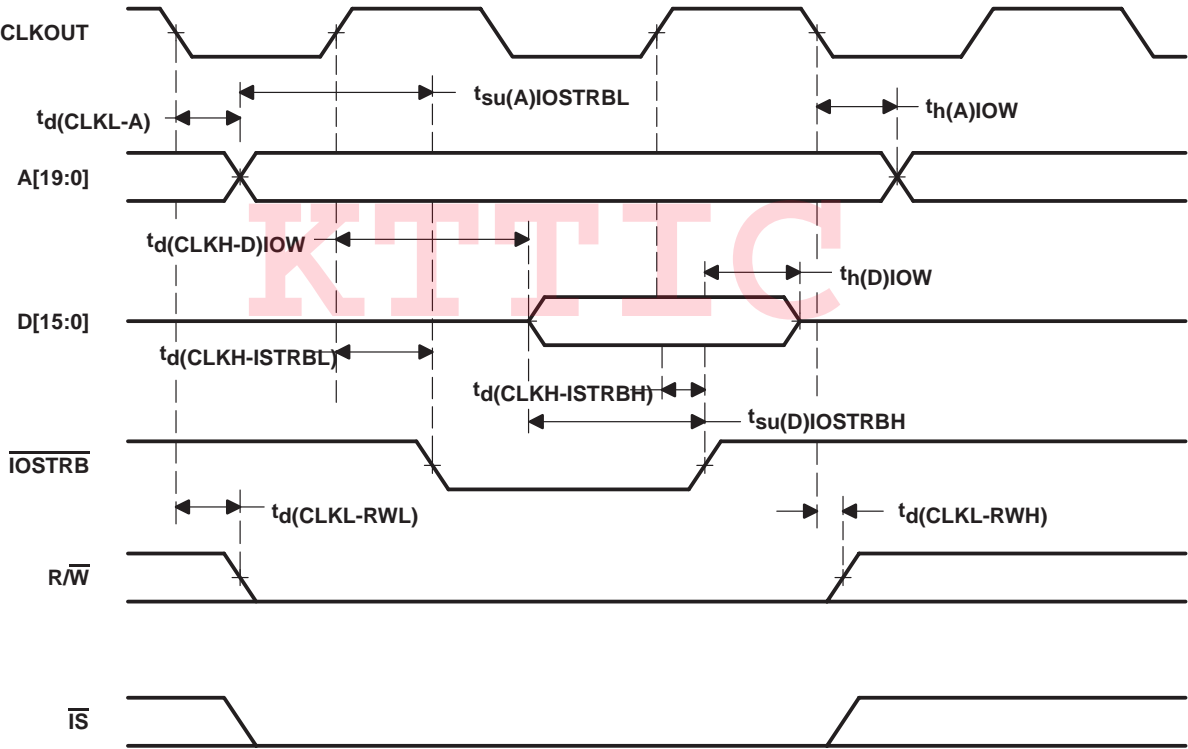 CLKOUT
tsu(A)IOSTRBL
td(CLKL-A)
th(A)IOW
A[19:0]
KTTIC
td(CLKH-D)IOW
th(D)IOW
D[15:0]
td(CLKH-ISTRBL)
td(CLKH-ISTRBH)
tsu(D)IOSTRBH
IOSTRB
td(CLKL-RWL)
td(CLKL-RWH)
R/W
IS